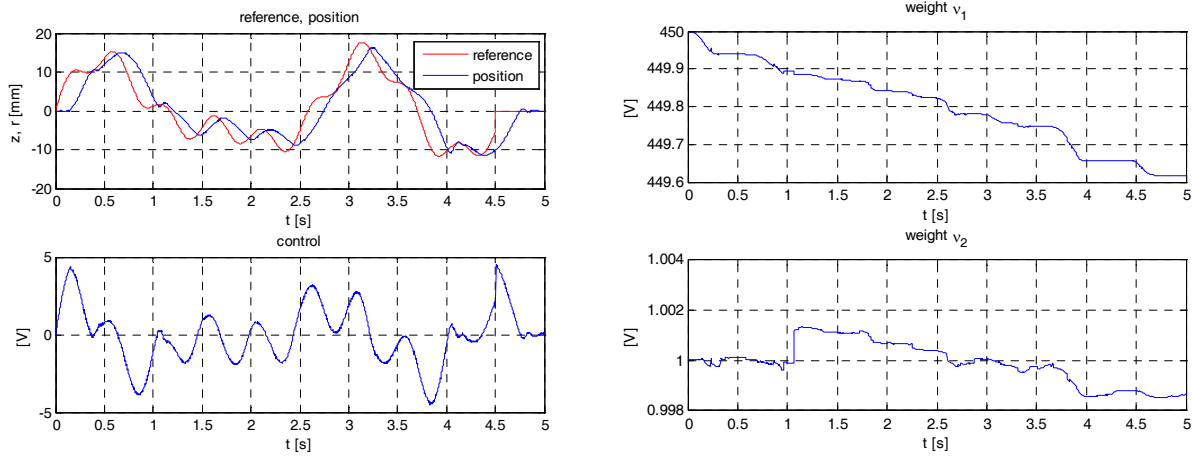 reference, position
20
10
0
-10
-20
z, r [mm]
reference
position
0 0.5 1 1.5 2 2.5 3 3.5 4 4.5 5
t [s]
control
5
0
-5
[V]
0 0.5 1 1.5 2 2.5 3 3.5 4 4.5 5
t [s]
weight ν₁
450
449.9
449.8
449.7
449.6
[V]
0 0.5 1 1.5 2 2.5 3 3.5 4 4.5 5
t [s]
weight ν₂
1.004
1.002
1
0.998
[V]
0 0.5 1 1.5 2 2.5 3 3.5 4 4.5 5
t [s]